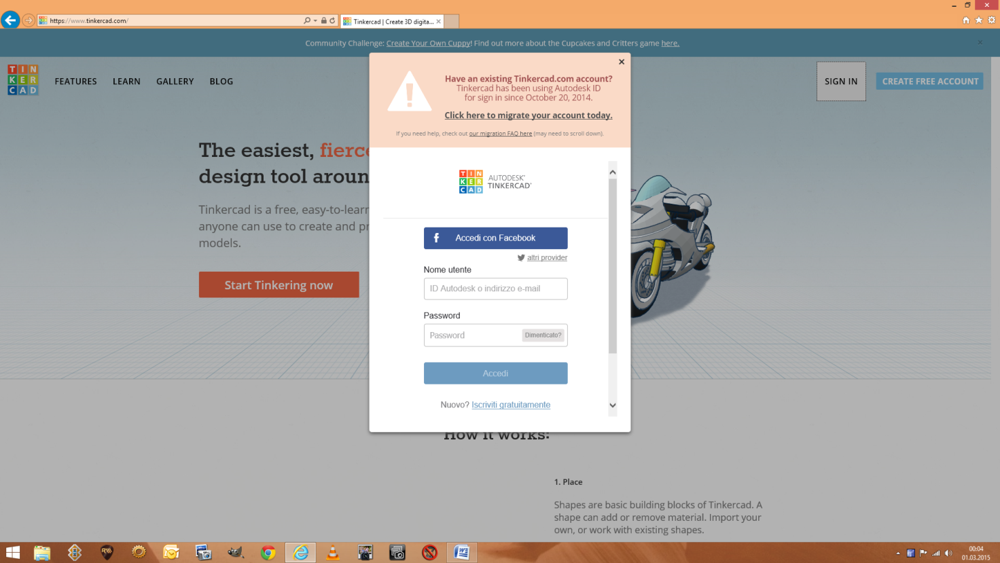 https://www.tinkercad.com/
Tinkercad | Create 3D digita...
Community Challenge: Create Your Own Cuppy! Find out more about the Cupcakes and Critters game here.
TIN
KER
CAD
FEATURES
LEARN
GALLERY
BLOG
SIGN IN
CREATE FREE ACCOUNT
Have an existing Tinkercad.com account?
Tinkercad has been using Autodesk ID
for sign in since October 20, 2014.
Click here to migrate your account today.
If you need help, check out our migration FAQ here (may need to scroll down).
The easiest, fierce
design tool aroun
Tinkercad is a free, easy-to-lear
anyone can use to create and p
models.
Start Tinkering now
TIN
KER
CAD
AUTODESK®
TINKERCAD®
Accedi con Facebook
altri provider
Nome utente
ID Autodesk o indirizzo e-mail
Password
Password
Dimenticato?
Accedi
Nuovo? Iscriviti gratuitamente
How it works:
1. Place
Shapes are basic building blocks of Tinkercad. A
shape can add or remove material. Import your
own, or work with existing shapes.
00:04
01.03.2015